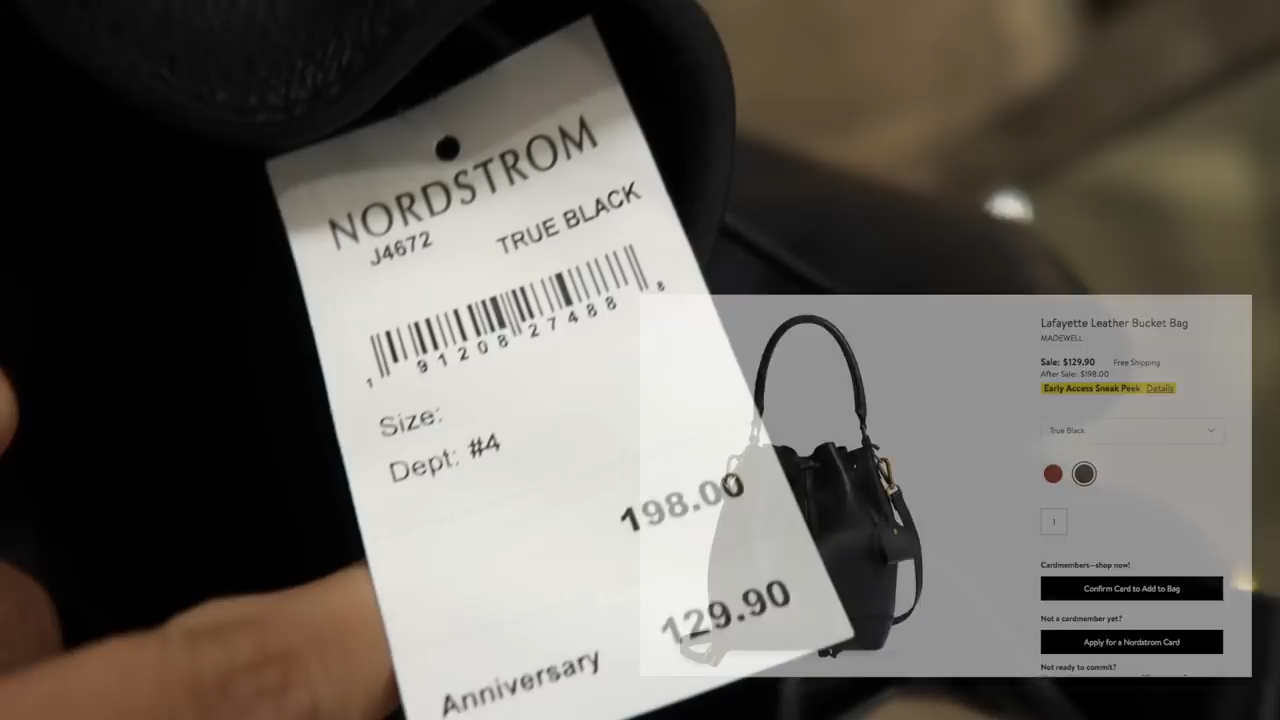 NORDSTROM
J4672 TRUE BLACK
1 91208 27488 8
Size:
Dept: #4
198.00
129.90
Anniversary
Lafayette Leather Bucket Bag
MADEWELL
Sale: $129.90 Free Shipping
After Sale: $198.00
Early Access Sneak Peek Details
True Black
1
Cardmembers—shop now!
Confirm Card to Add to Bag
Not a cardmember yet?
Apply for a Nordstrom Card
Not ready to commit?